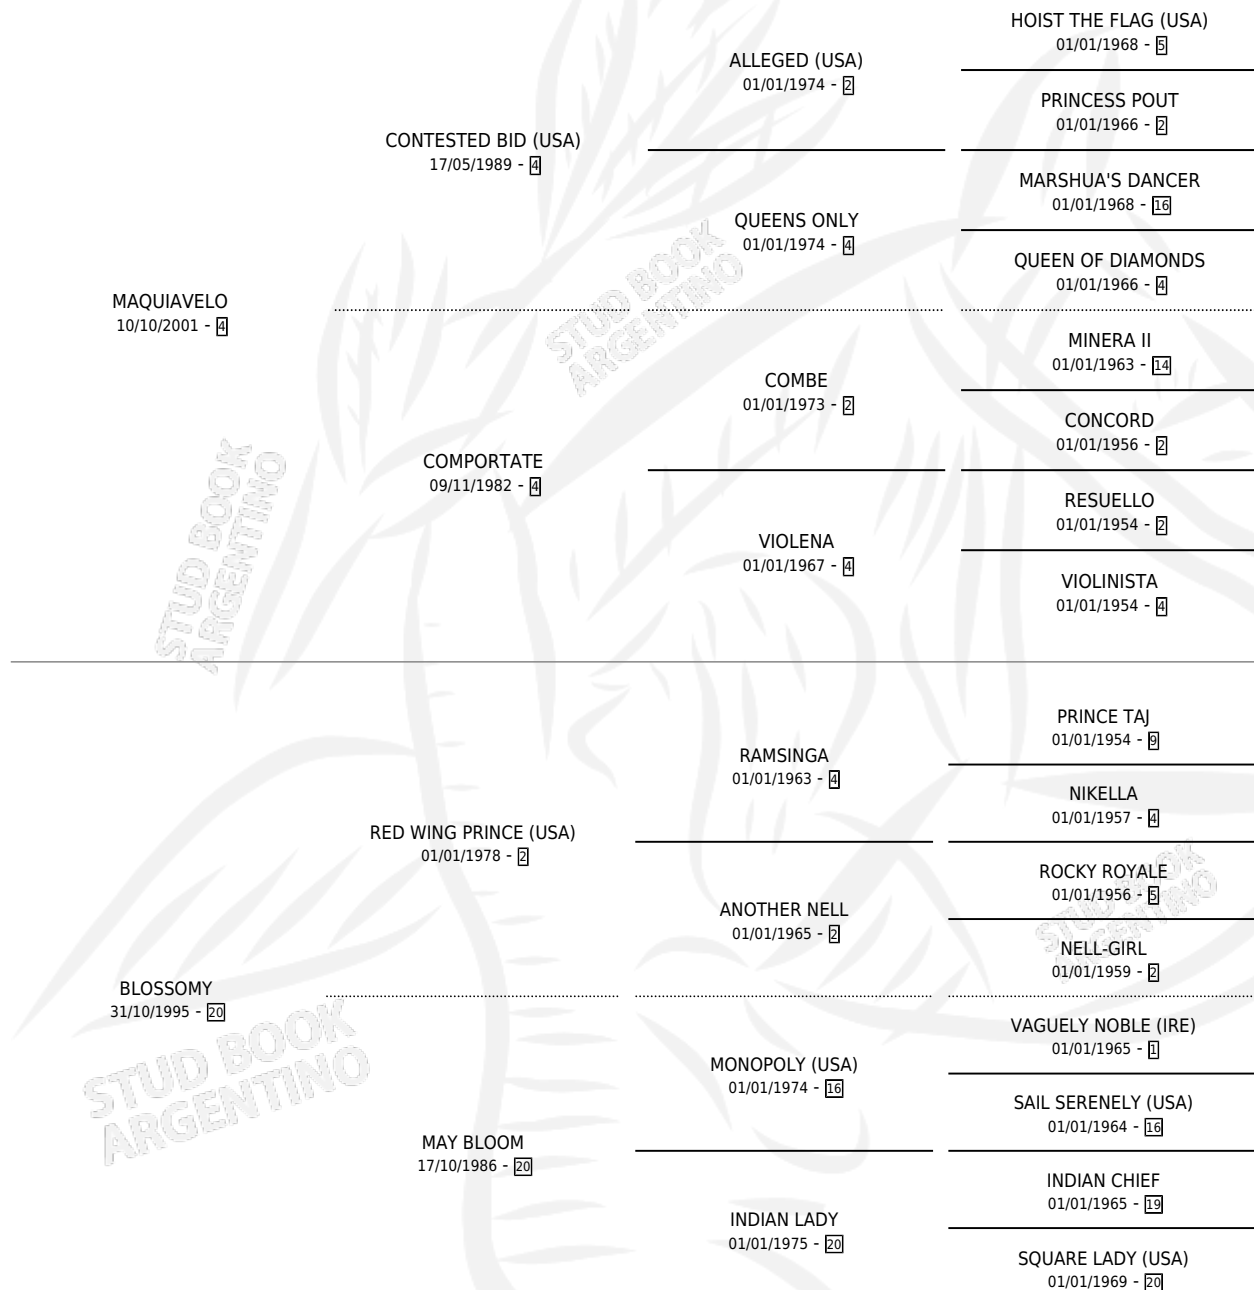 HOIST THE FLAG (USA)
01/01/1968 - 5
ALLEGED (USA)
01/01/1974 - 2
PRINCESS POUT
01/01/1966 - 2
CONTESTED BID (USA)
17/05/1989 - 4
MARSHUA'S DANCER
01/01/1968 - 16
QUEENS ONLY
01/01/1974 - 4
QUEEN OF DIAMONDS
01/01/1966 - 4
MAQUIAVELO
10/10/2001 - 4
MINERA II
01/01/1963 - 14
COMBE
01/01/1973 - 2
CONCORD
01/01/1956 - 2
COMPORTATE
09/11/1982 - 4
RESUELLO
01/01/1954 - 2
VIOLENA
01/01/1967 - 4
VIOLINISTA
01/01/1954 - 4
PRINCE TAJ
01/01/1954 - 9
RAMSINGA
01/01/1963 - 4
NIKELLA
01/01/1957 - 4
RED WING PRINCE (USA)
01/01/1978 - 2
ROCKY ROYALE
01/01/1956 - 5
ANOTHER NELL
01/01/1965 - 2
NELL-GIRL
01/01/1959 - 2
BLOSSOMY
31/10/1995 - 20
VAGUELY NOBLE (IRE)
01/01/1965 - 1
MONOPOLY (USA)
01/01/1974 - 16
SAIL SERENELY (USA)
01/01/1964 - 16
MAY BLOOM
17/10/1986 - 20
INDIAN CHIEF
01/01/1965 - 19
INDIAN LADY
01/01/1975 - 20
SQUARE LADY (USA)
01/01/1969 - 20
STUD BOOK
ARGENTINO
STUD BOOK
ARGENTINO
STUD BOOK
ARGENTINO
STUD BOOK
ARGENTINO